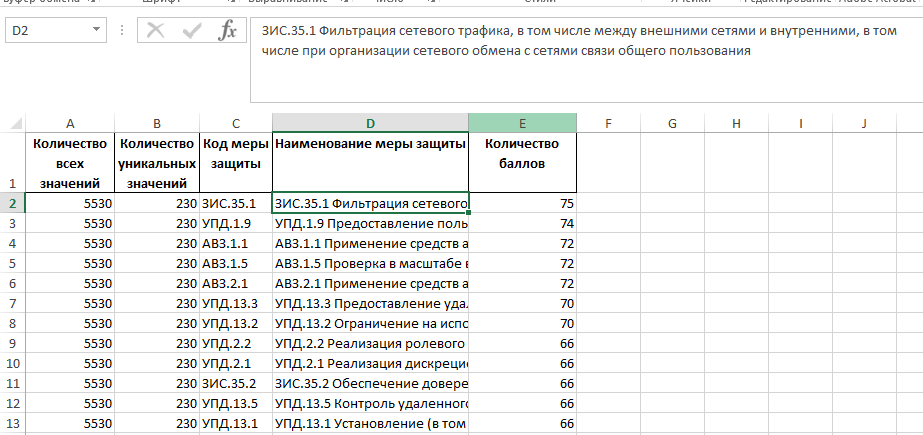 D2
ЗИС.35.1 Фильтрация сетевого трафика, в том числе между внешними сетями и внутренними, в том
числе при организации сетевого обмена с сетями связи общего пользования
A B C D E F G H I J
Количество всех значений Количество уникальных значений Код меры защиты Наименование меры защиты Количество баллов
1
2 5530 230 ЗИС.35.1 ЗИС.35.1 Фильтрация сетевого 75
3 5530 230 УПД.1.9 УПД.1.9 Предоставление поль 74
4 5530 230 АВЗ.1.1 АВЗ.1.1 Применение средств а 72
5 5530 230 АВЗ.1.5 АВЗ.1.5 Проверка в масштабе в 72
6 5530 230 АВЗ.2.1 АВЗ.2.1 Применение средств а 72
7 5530 230 УПД.13.3 УПД.13.3 Предоставление уда 70
8 5530 230 УПД.13.2 УПД.13.2 Ограничение на испо 70
9 5530 230 УПД.2.2 УПД.2.2 Реализация ролевого 66
10 5530 230 УПД.2.1 УПД.2.1 Реализация дискреци 66
11 5530 230 ЗИС.35.2 ЗИС.35.2 Обеспечение довере 66
12 5530 230 УПД.13.5 УПД.13.5 Контроль удаленног 66
13 5530 230 УПД.13.1 УПД.13.1 Установление (в том 66